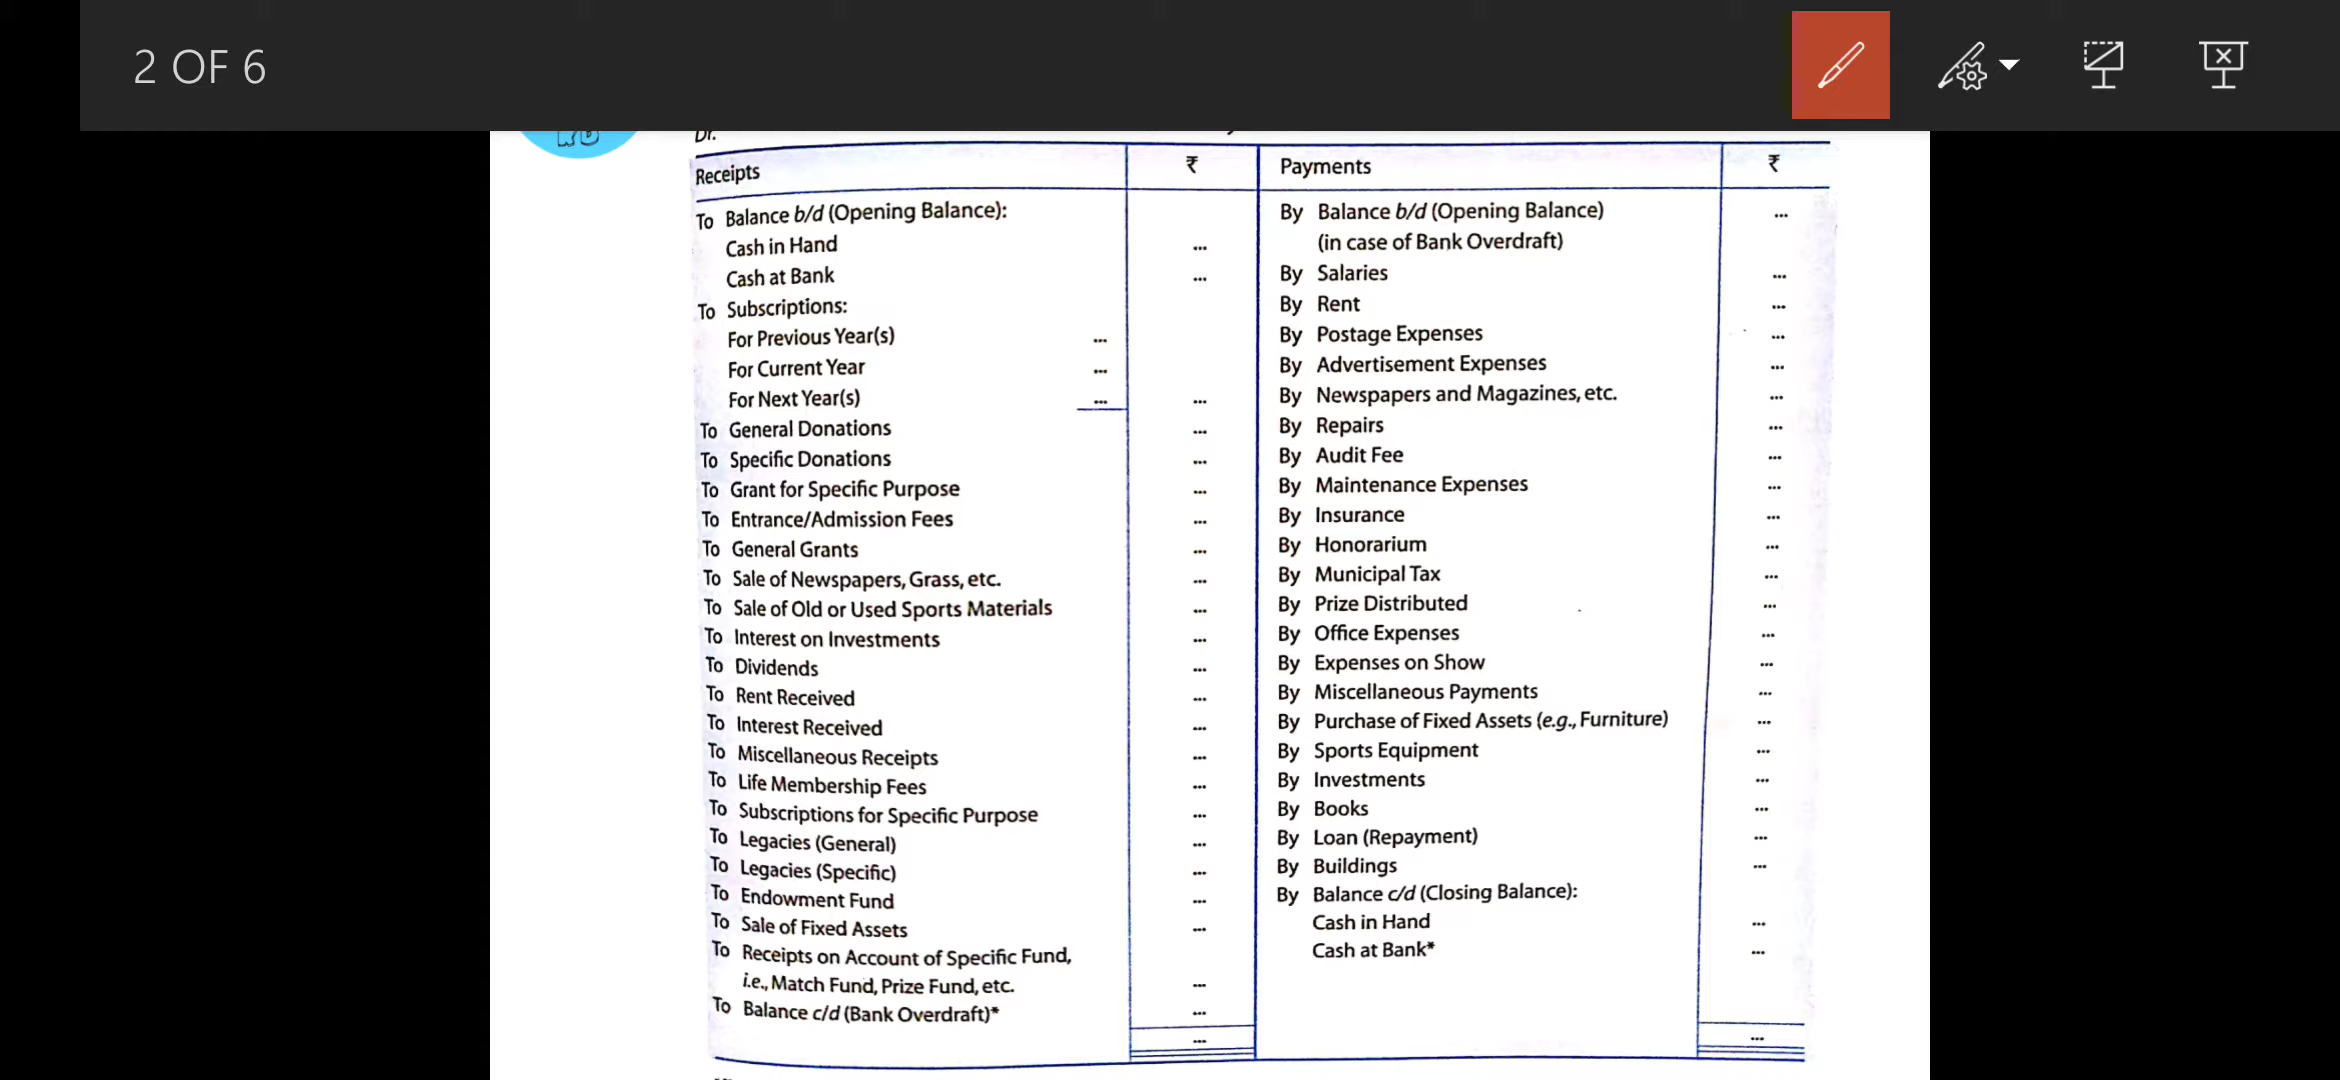 2 OF 6
Dr.
Receipts ₹ Payments ₹
To Balance b/d (Opening Balance): By Balance b/d (Opening Balance) ...
Cash in Hand ... (in case of Bank Overdraft)
Cash at Bank ... By Salaries ...
To Subscriptions: By Rent ...
For Previous Year(s) ... By Postage Expenses ...
For Current Year ... By Advertisement Expenses ...
For Next Year(s) ... ... By Newspapers and Magazines, etc. ...
To General Donations ... By Repairs ...
To Specific Donations ... By Audit Fee ...
To Grant for Specific Purpose ... By Maintenance Expenses ...
To Entrance/Admission Fees ... By Insurance ...
To General Grants ... By Honorarium ...
To Sale of Newspapers, Grass, etc. ... By Municipal Tax ...
To Sale of Old or Used Sports Materials ... By Prize Distributed ...
To Interest on Investments ... By Office Expenses ...
To Dividends ... By Expenses on Show ...
To Rent Received ... By Miscellaneous Payments ...
To Interest Received ... By Purchase of Fixed Assets (e.g., Furniture) ...
To Miscellaneous Receipts ... By Sports Equipment ...
To Life Membership Fees ... By Investments ...
To Subscriptions for Specific Purpose ... By Books ...
To Legacies (General) ... By Loan (Repayment) ...
To Legacies (Specific) ... By Buildings ...
To Endowment Fund ... By Balance c/d (Closing Balance):
To Sale of Fixed Assets ... Cash in Hand ...
To Receipts on Account of Specific Fund, Cash at Bank* ...
i.e., Match Fund, Prize Fund, etc. ...
To Balance c/d (Bank Overdraft)* ...
... ...